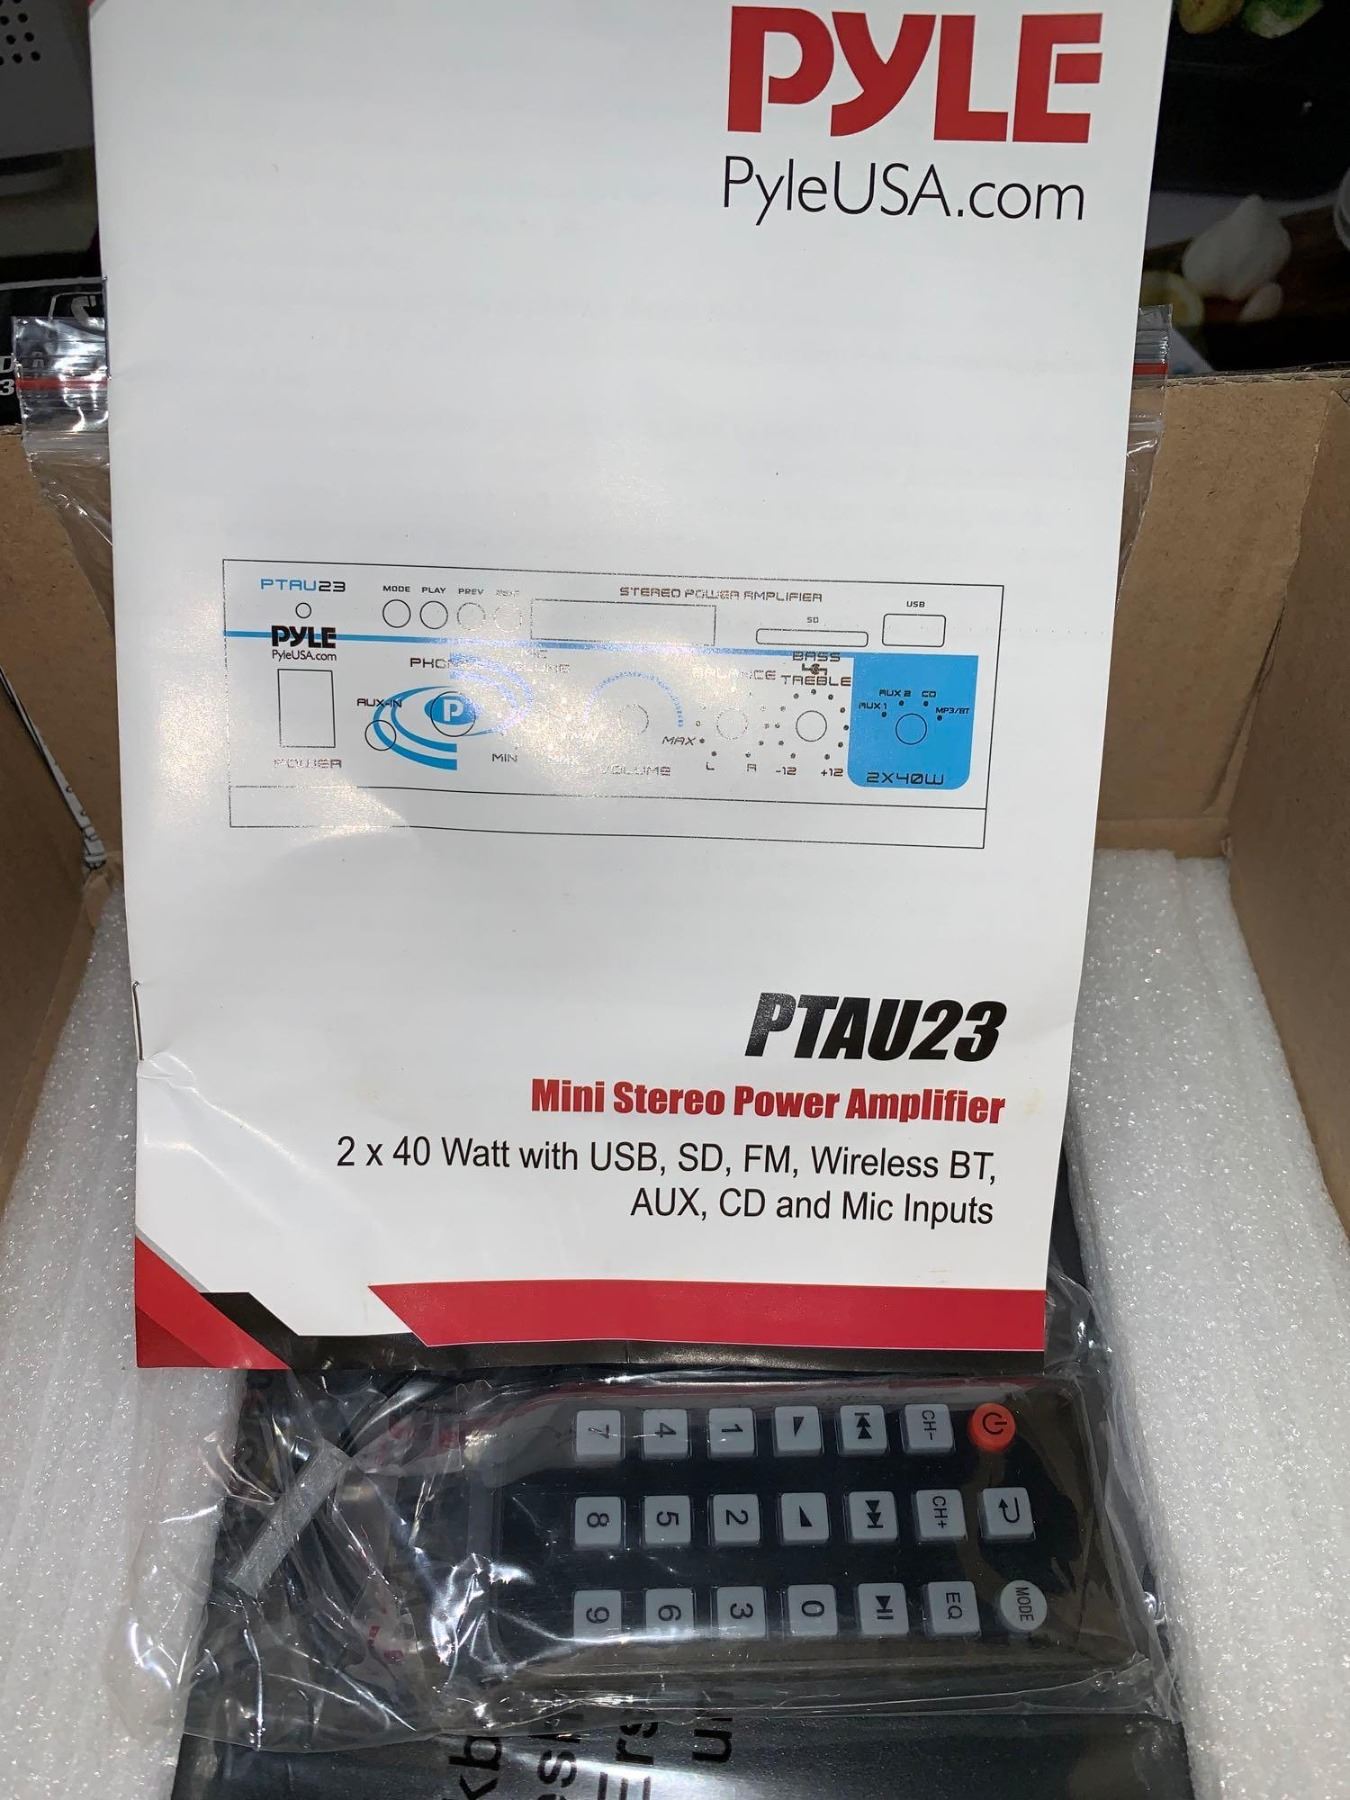 PYLE
PyleUSA.com
PTAU23
MODE PLAY PREV
STEREO POWER AMPLIFIER
SD
USB
PYLE
PyleUSA.com
AUX-IN
P
POWER
MIN
VOLUME
MAX
BALANCE
L R
BASS
TREBLE
-12 +12
AUX 1 AUX 2 CD MP3/BT
2X40W
PTAU23
Mini Stereo Power Amplifier
2 x 40 Watt with USB, SD, FM, Wireless BT,
AUX, CD and Mic Inputs
7 4 1 CH-
8 5 2 CH+
9 6 3 0 EQ MODE